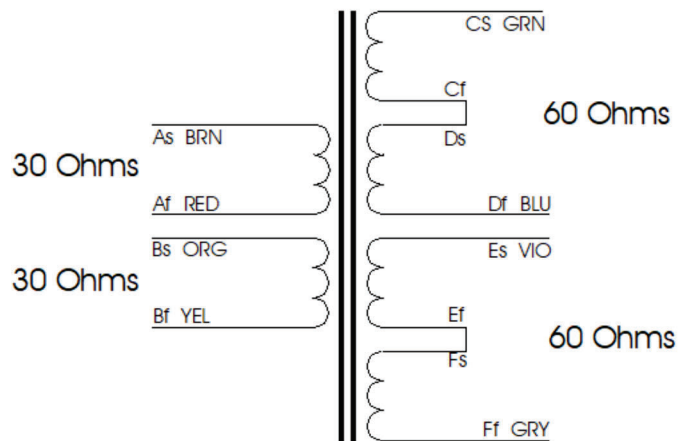 CS GRN
Cf
60 Ohms
As BRN
Ds
30 Ohms
Af RED
Df BLU
Bs ORG
Es VIO
30 Ohms
Bf YEL
Ef
60 Ohms
Fs
Ff GRY